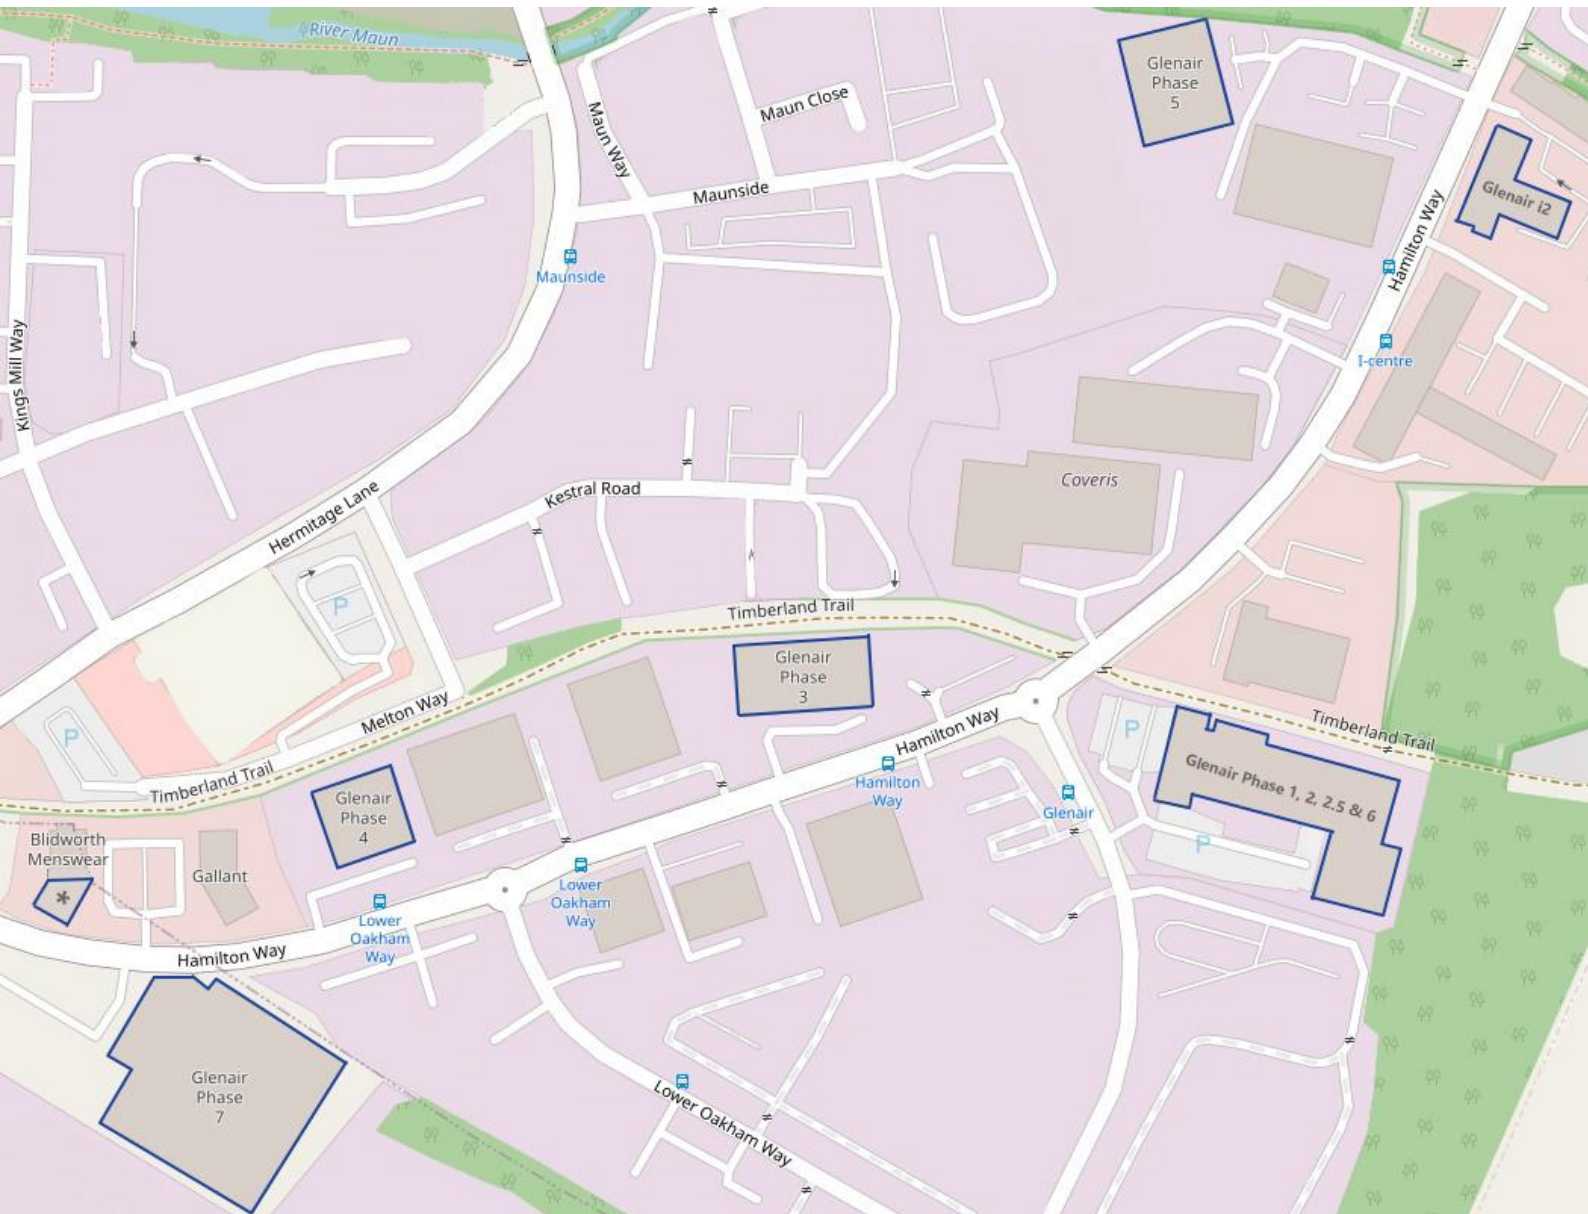 River Maun
Glenair
Phase
5
Maun Close
Maun Way
Maunside
Glenair i2
Hamilton Way
Maunside
I-centre
Kings Mill Way
Coveris
Kestral Road
Hermitage Lane
P
Timberland Trail
Glenair
Phase
3
Melton Way
Hamilton Way
P
Timberland Trail
P
Timberland Trail
Glenair Phase 1, 2, 2.5 & 6
Hamilton
Way
Glenair
Glenair
Phase
4
P
Blidworth
Menswear
*
Gallant
Lower
Oakham
Way
Lower
Oakham
Way
Hamilton Way
Glenair
Phase
7
Lower Oakham Way